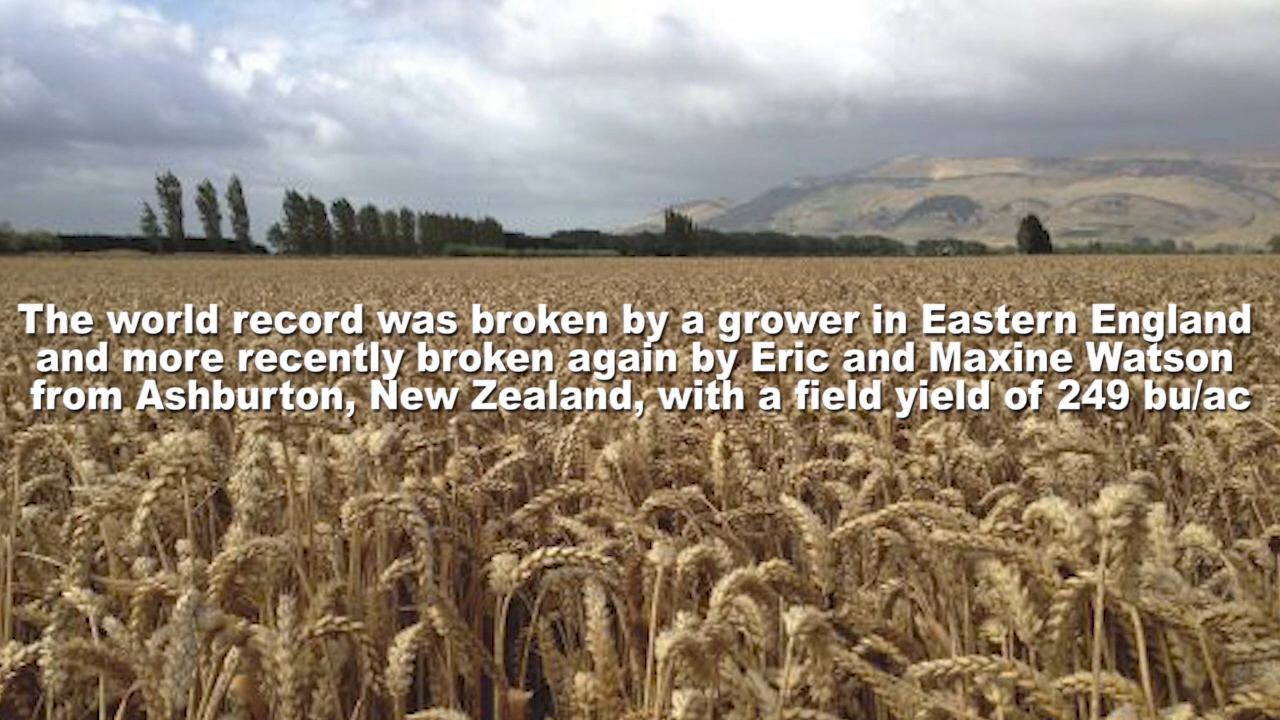 The world record was broken by a grower in Eastern England
and more recently broken again by Eric and Maxine Watson
from Ashburton, New Zealand, with a field yield of 249 bu/ac